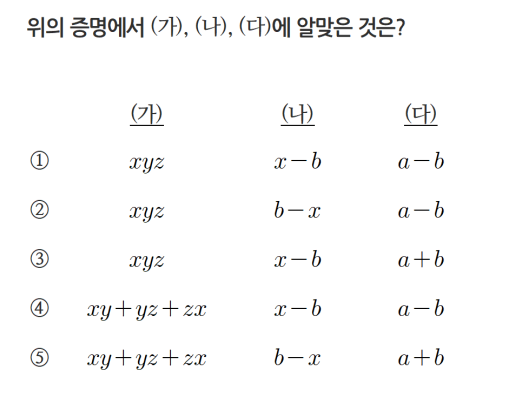 위의 증명에서 (가), (나), (다)에 알맞은 것은?
(가) (나) (다)
① xyz x−b a−b
② xyz b−x a−b
③ xyz x−b a+b
④ xy+yz+zx x−b a−b
⑤ xy+yz+zx b−x a+b